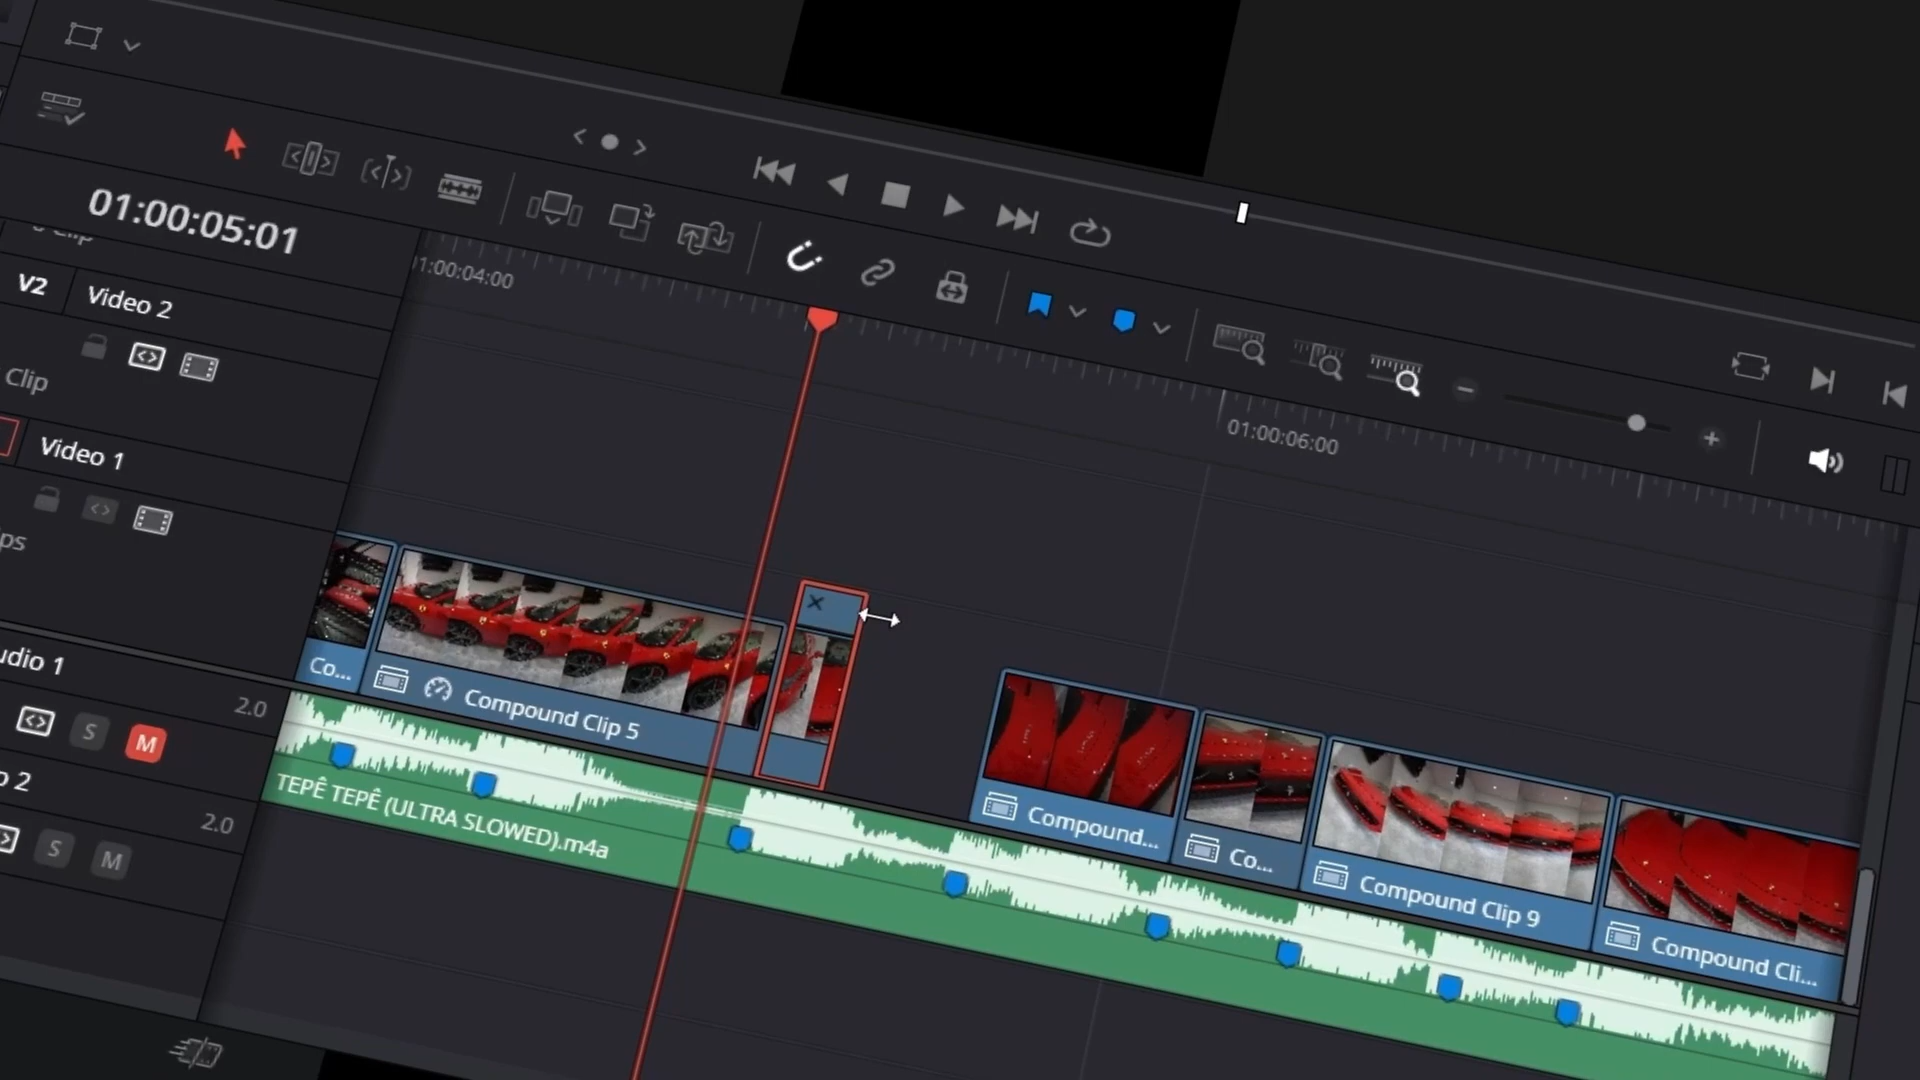 01:00:05:01
Clip
V2 Video 2
Clip
Video 1
ps
udio 1
2.0
S M
o 2
2.0
S M
1:00:04:00
01:00:06:00
Co...
Compound Clip 5
Compound...
Co...
Compound Clip 9
Compound Cli...
TEPÊ TEPÊ (ULTRA SLOWED).m4a